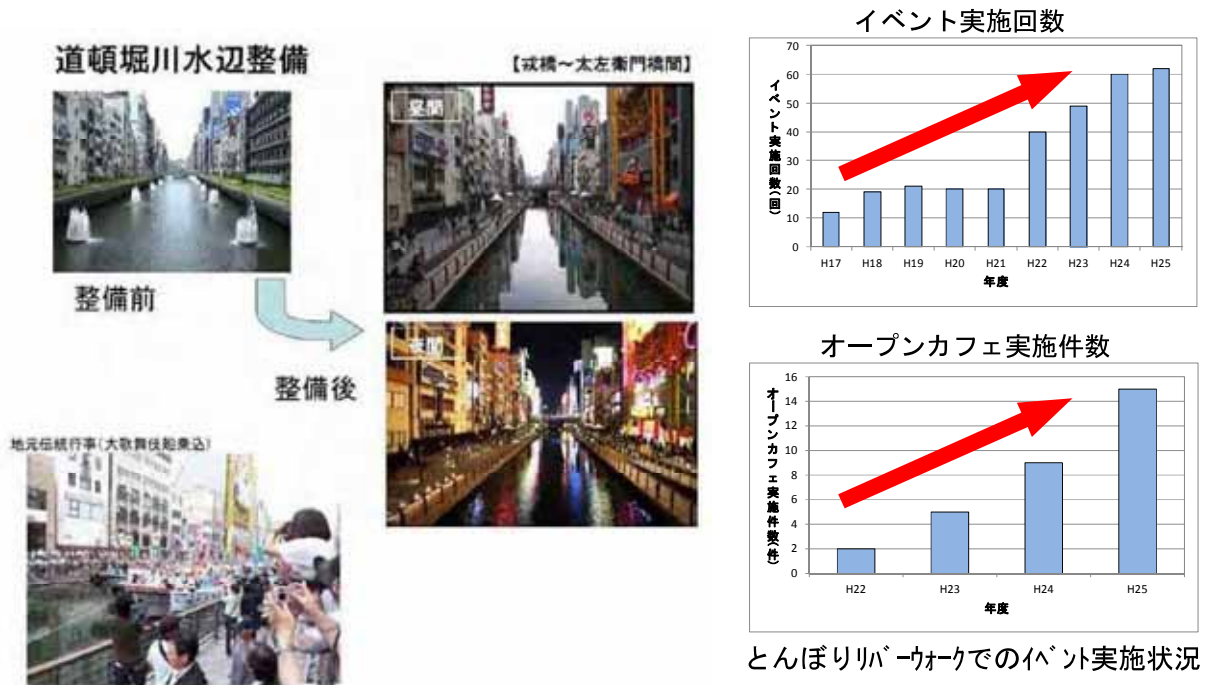 道頓堀川水辺整備
【戎橋～太左衛門橋間】
昼間
整備前
夜間
整備後
地元伝統行事(大歌舞伎船乗込)
イベント実施回数
イベント実施回数(回)
70
60
50
40
30
20
10
0
H17 H18 H19 H20 H21 H22 H23 H24 H25
年度
オープンカフェ実施件数
オープンカフェ実施件数(件)
16
14
12
10
8
6
4
2
0
H22 H23 H24 H25
年度
とんぼりﾘﾊﾞｰｳｫｰｸでのｲﾍﾞﾝﾄ実施状況